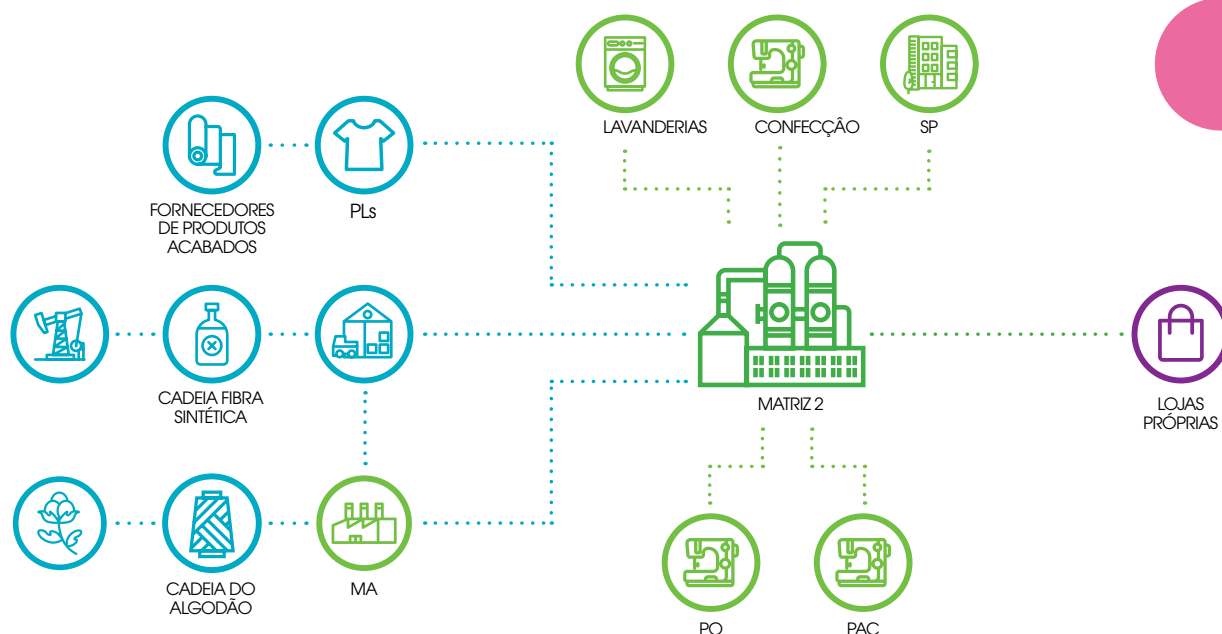 LAVANDERIAS
CONFECÇÂO
SP
FORNECEDORES
DE PRODUTOS
ACABADOS
PLs
CADEIA FIBRA
SINTÉTICA
MATRIZ 2
LOJAS
PRÓPRIAS
CADEIA DO
ALGODÃO
MA
PO
PAC